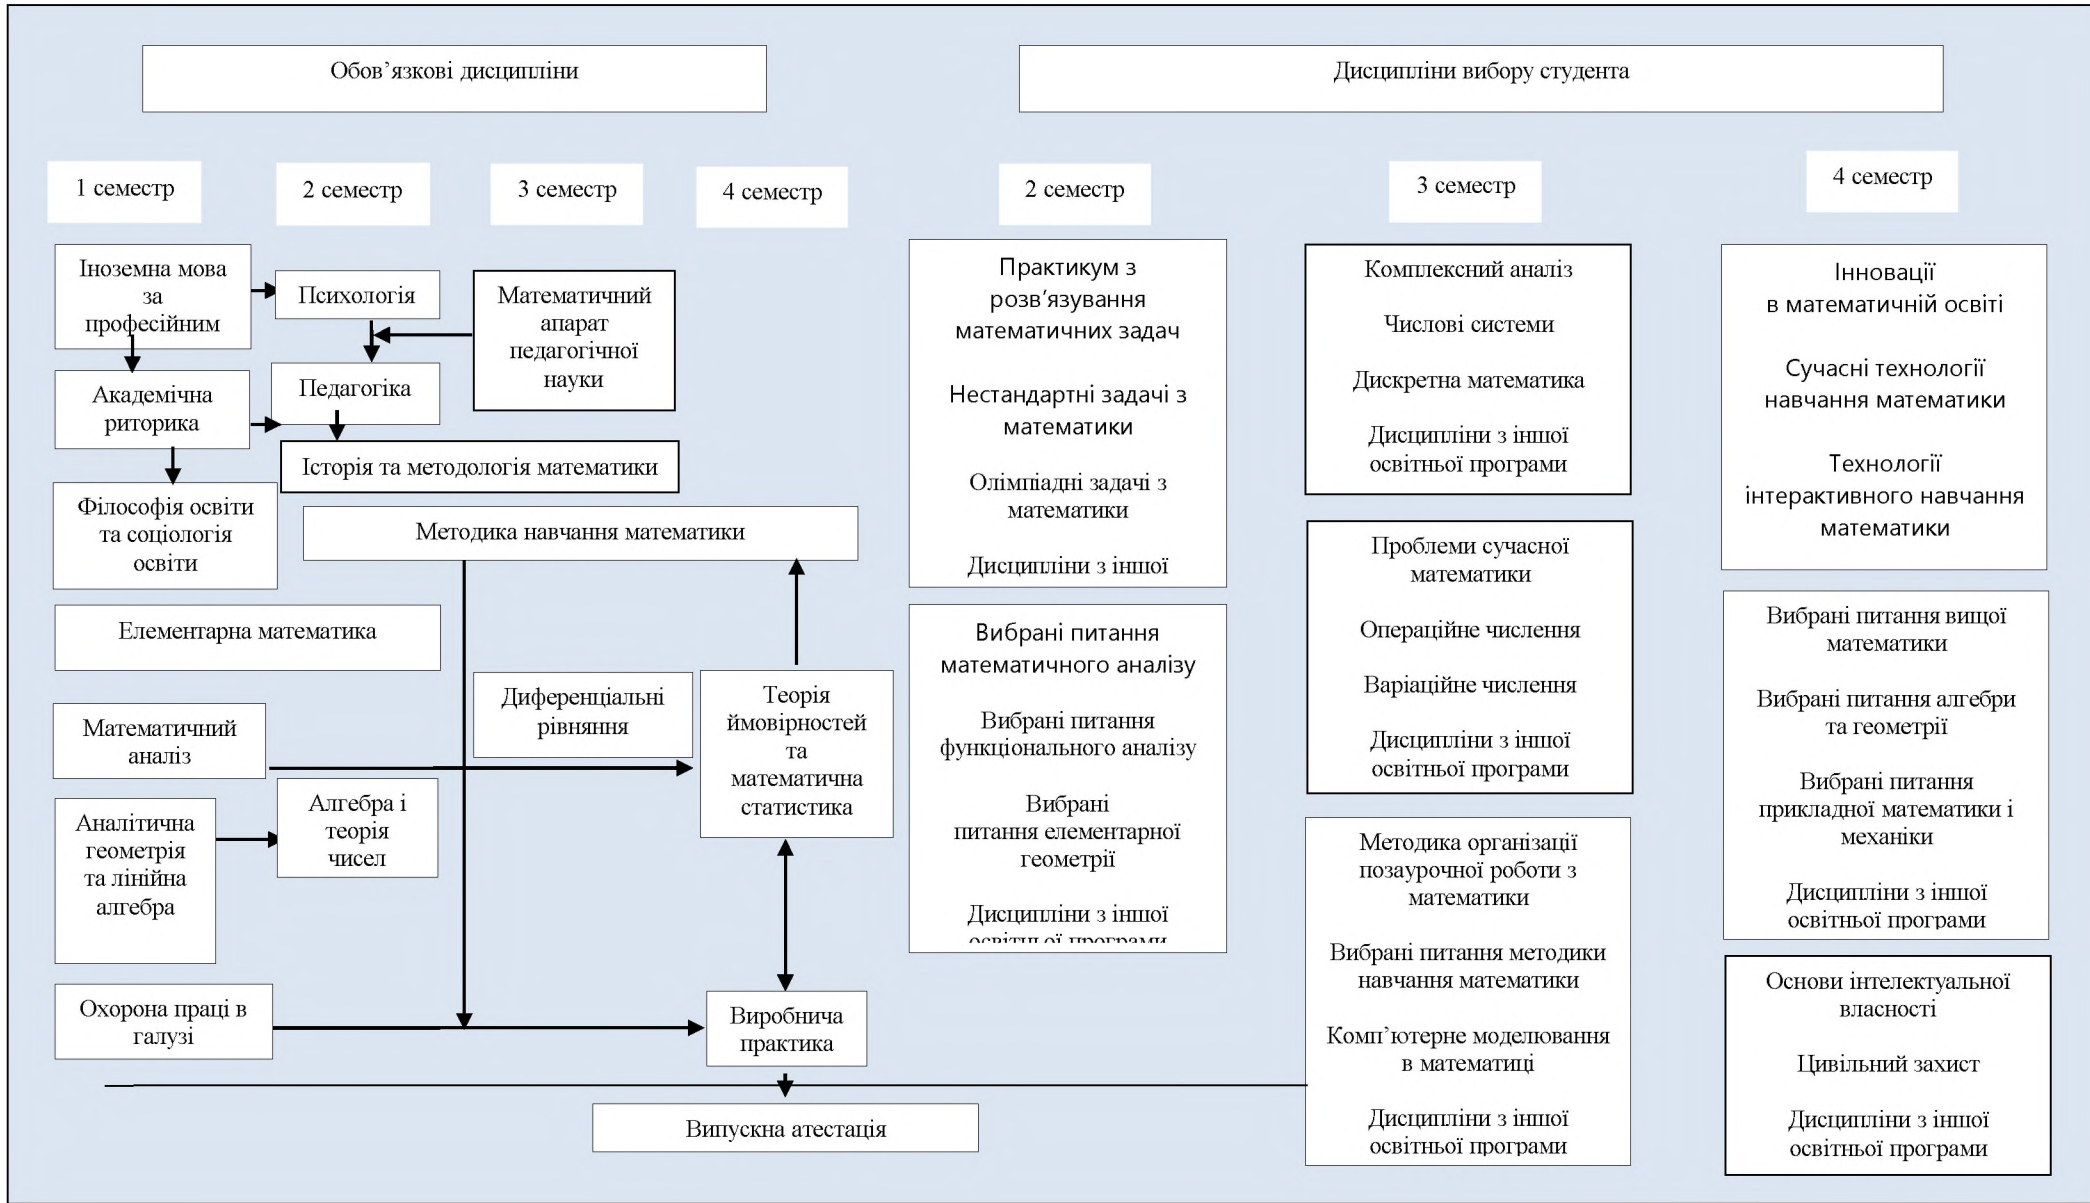 Обов’язкові дисципліни
Дисципліни вибору студента
1 семестр
2 семестр
3 семестр
4 семестр
2 семестр
3 семестр
4 семестр
Іноземна мова
за
професійним
Академічна
риторика
Філософія освіти
та соціологія
освіти
Елементарна математика
Математичний
аналіз
Аналітична
геометрія
та лінійна
алгебра
Охорона праці в
галузі
Психологія
Педагогіка
Математичний
апарат
педагогічної
науки
Історія та методологія математики
Методика навчання математики
Диференціальні
рівняння
Алгебра і
теорія
чисел
Теорія
ймовірностей
та
математична
статистика
Виробнича
практика
Випускна атестація
Практикум з
розв’язування
математичних задач
Нестандартні задачі з
математики
Олімпіадні задачі з
математики
Дисципліни з іншої
Вибрані питання
математичного аналізу
Вибрані питання
функціонального аналізу
Вибрані
питання елементарної
геометрії
Дисципліни з іншої
освітньої програми
Комплексний аналіз
Числові системи
Дискретна математика
Дисципліни з іншої
освітньої програми
Проблеми сучасної
математики
Операційне числення
Варіаційне числення
Дисципліни з іншої
освітньої програми
Методика організації
позаурочної роботи з
математики
Вибрані питання методики
навчання математики
Комп’ютерне моделювання
в математиці
Дисципліни з іншої
освітньої програми
Інновації
в математичній освіті
Сучасні технології
навчання математики
Технології
інтерактивного навчання
математики
Вибрані питання вищої
математики
Вибрані питання алгебри
та геометрії
Вибрані питання
прикладної математики і
механіки
Дисципліни з іншої
освітньої програми
Основи інтелектуальної
власності
Цивільний захист
Дисципліни з іншої
освітньої програми